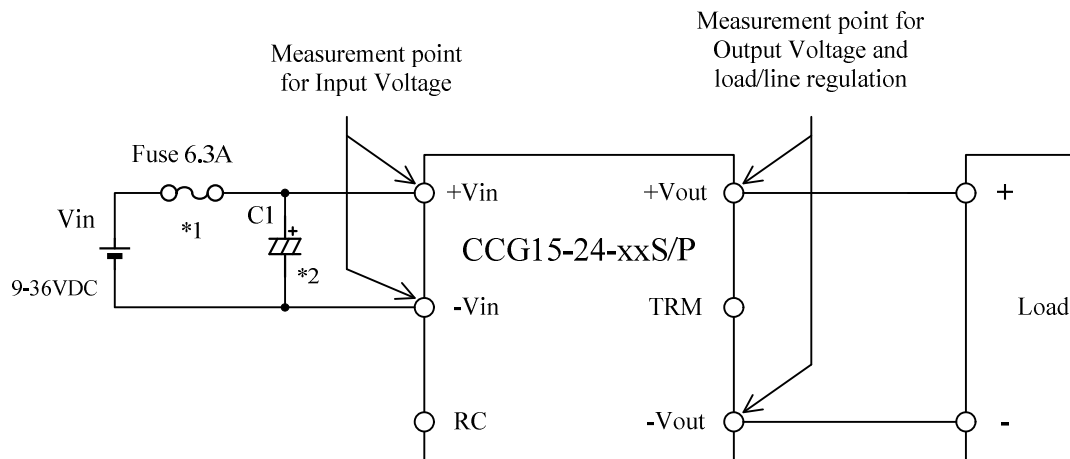 Measurement point
for Input Voltage
Measurement point for
Output Voltage and
load/line regulation
Fuse 6.3A
*1
Vin
9-36VDC
C1
+
*2
+Vin
-Vin
RC
CCG15-24-xxS/P
+Vout
TRM
-Vout
+
Load
-